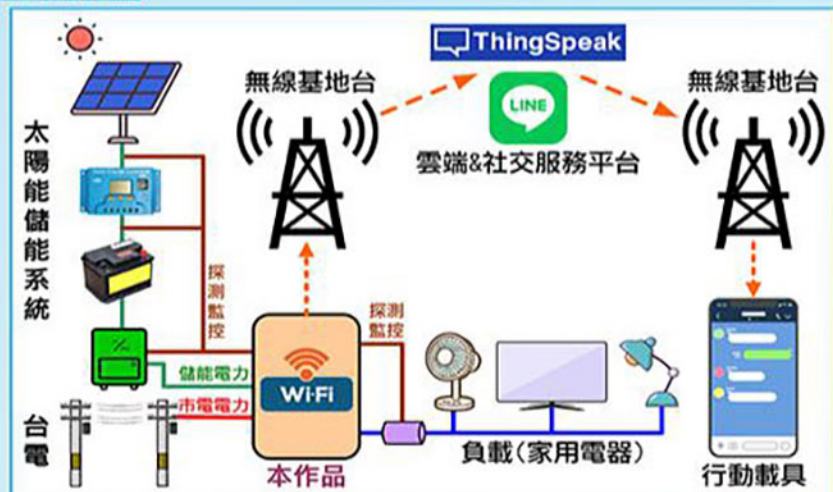 ThingSpeak
無線基地台
LINE
雲端&社交服務平台
無線基地台
太陽能儲能系統
探測監控
探測
監控
儲能電力
市電電力
Wi-Fi
台電
本作品
負載(家用電器)
行動載具